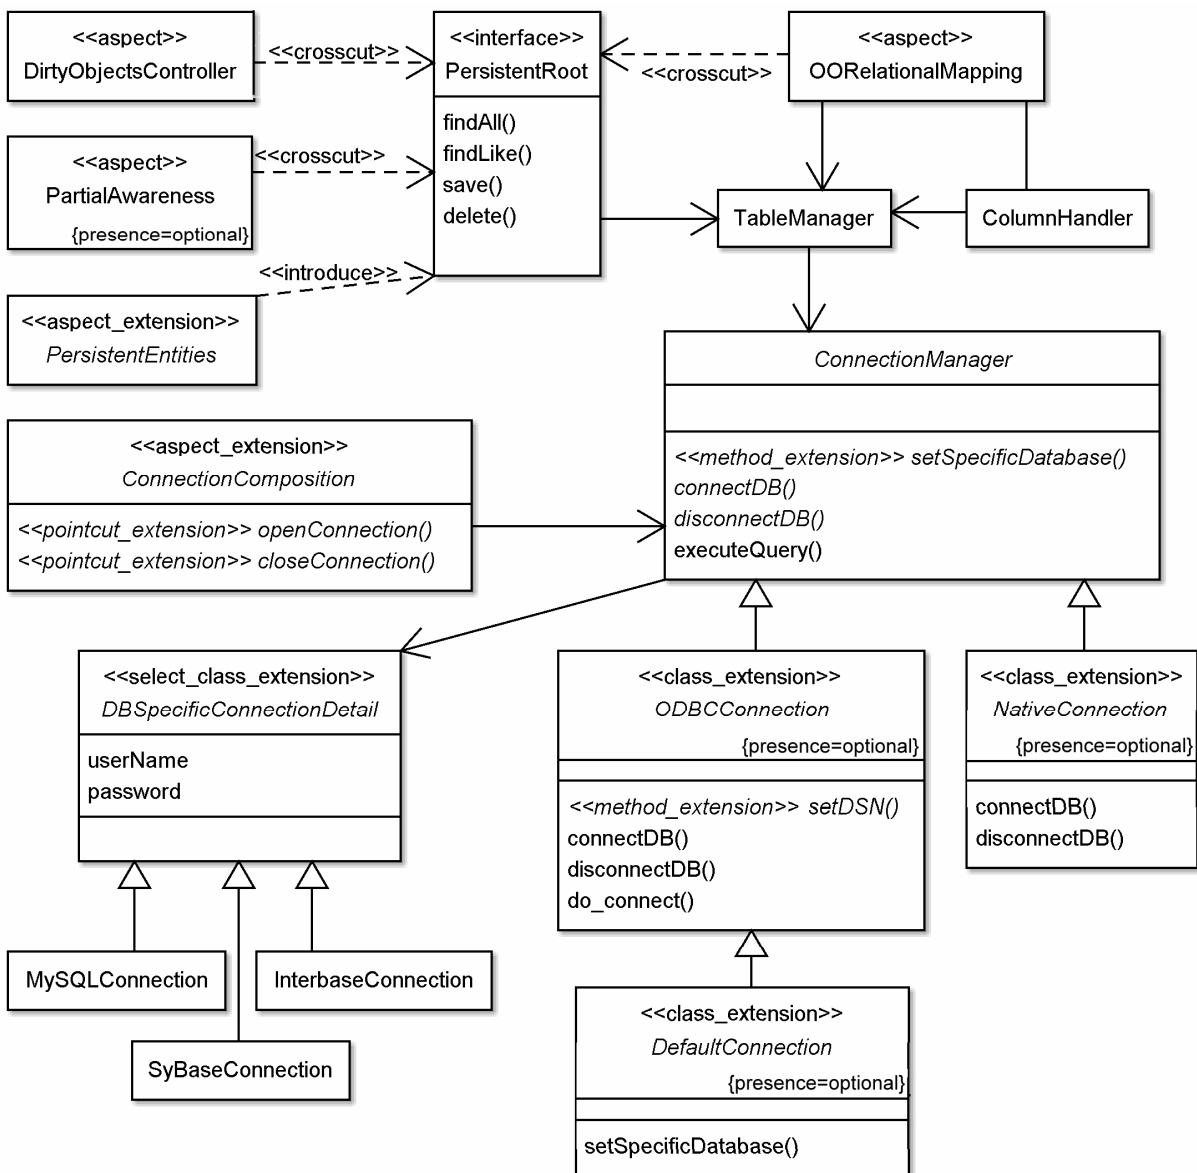 <<aspect>>
DirtyObjectsController
<<crosscut>>
<<interface>>
PersistentRoot
findAll()
findLike()
save()
delete()
<<crosscut>>
<<aspect>>
OORelationalMapping
<<aspect>>
PartialAwareness
{presence=optional}
<<crosscut>>
TableManager
ColumnHandler
<<introduce>>
<<aspect_extension>>
PersistentEntities
ConnectionManager
<<method_extension>> setSpecificDatabase()
connectDB()
disconnectDB()
executeQuery()
<<aspect_extension>>
ConnectionComposition
<<pointcut_extension>> openConnection()
<<pointcut_extension>> closeConnection()
<<select_class_extension>>
DBSpecificConnectionDetail
userName
password
<<class_extension>>
ODBCConnection
{presence=optional}
<<method_extension>> setDSN()
connectDB()
disconnectDB()
do_connect()
<<class_extension>>
NativeConnection
{presence=optional}
connectDB()
disconnectDB()
MySQLConnection
InterbaseConnection
SyBaseConnection
<<class_extension>>
DefaultConnection
{presence=optional}
setSpecificDatabase()